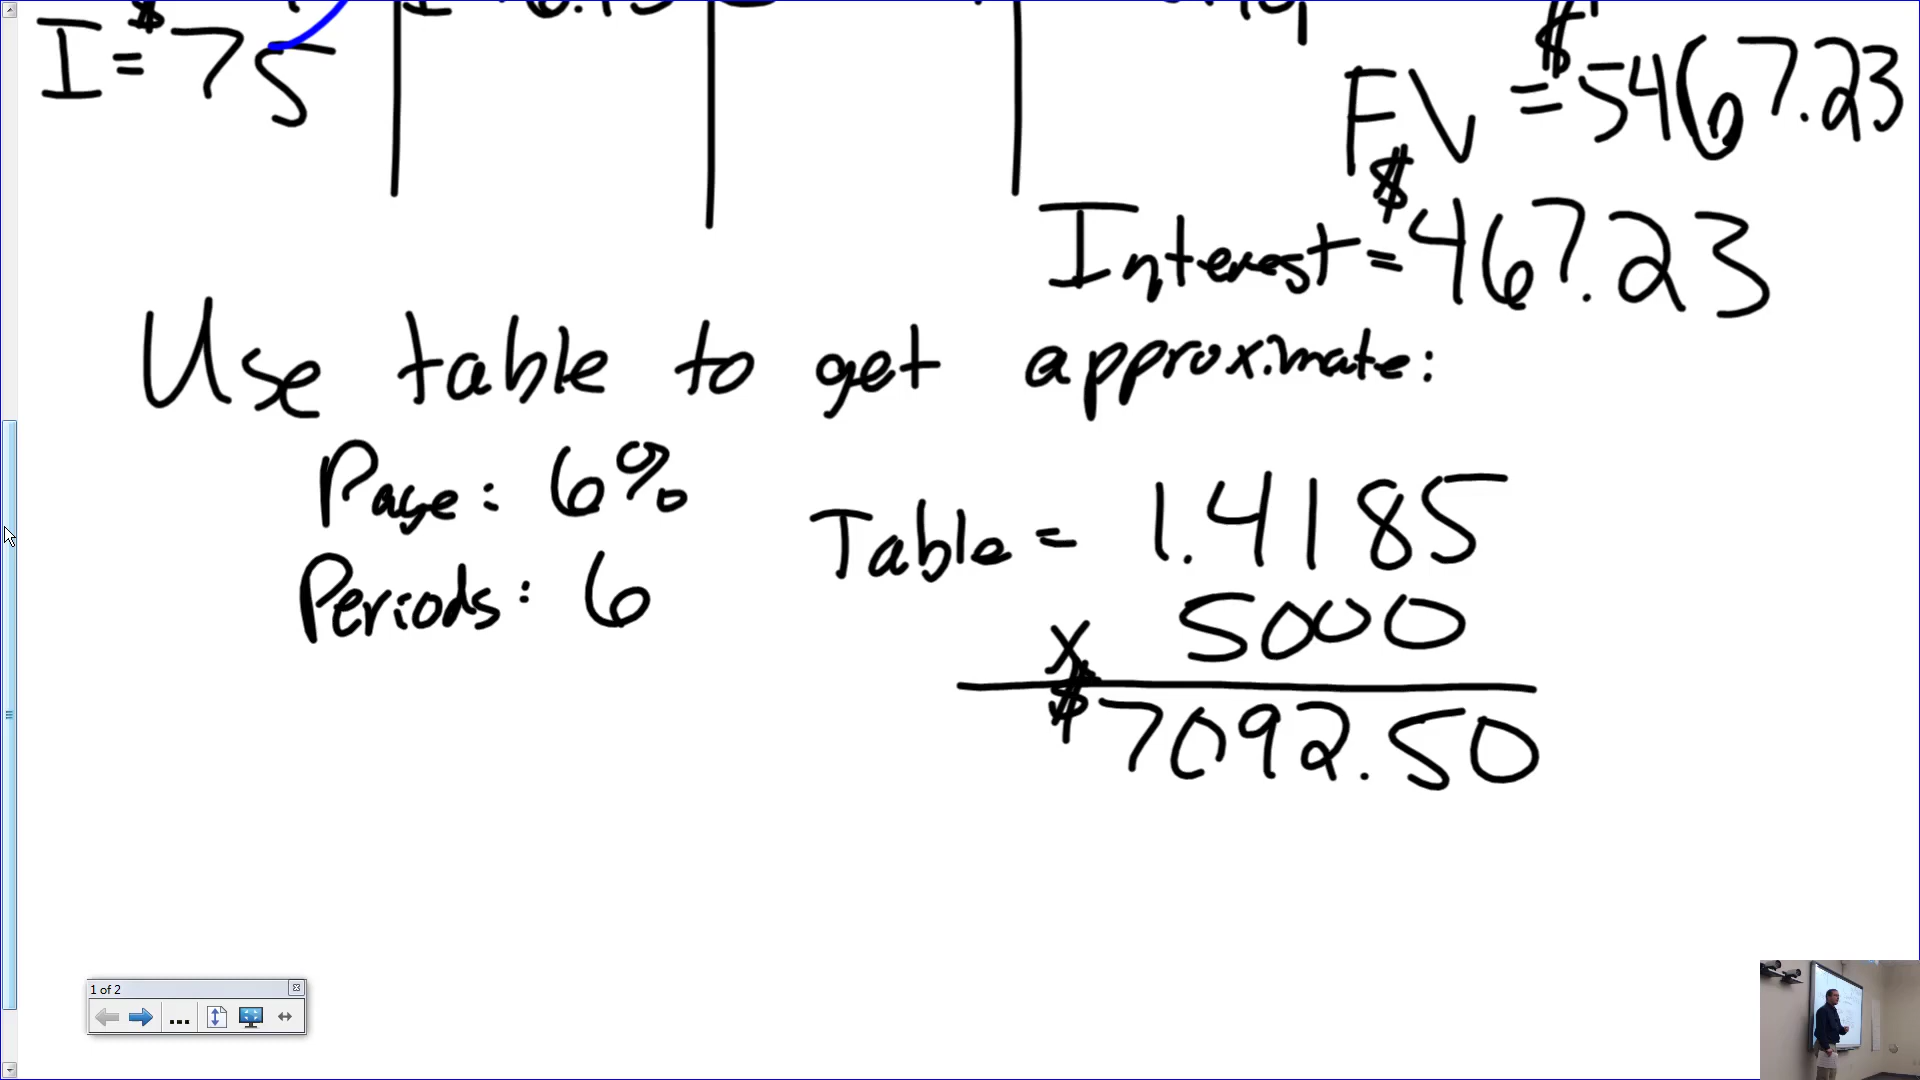 I = $75
FV = $5467.23
Interest = $467.23
Use table to get approximate:
Page: 6%
Periods: 6
Table = 1.4185
x 5000
$7092.50
1 of 2